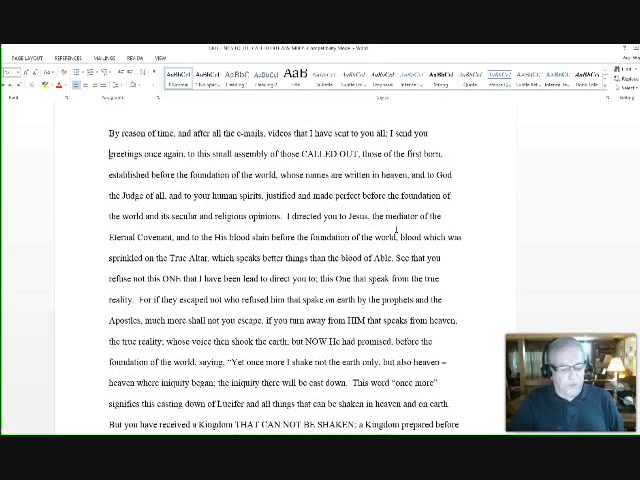 PAGE LAYOUT REFERENCES MAILINGS REVIEW VIEW
By reason of time, and after all the e-mails, videos that I have sent to you all; I send you
greetings once again, to this small assembly of those CALLED OUT, those of the first born,
established before the foundation of the world, whose names are written in heaven, and to God
the Judge of all, and to your human spirits, justified and made perfect before the foundation of
the world and its secular and religious opinions. I directed you to Jesus, the mediator of the
Eternal Covenant, and to the His blood slain before the foundation of the world, blood which was
sprinkled on the True Altar, which speaks better things than the blood of Able. See that you
refuse not this ONE that I have been lead to direct you to; this One that speak from the true
reality. For if they escaped not who refused him that spake on earth by the prophets and the
Apostles, much more shall not you escape, if you turn away from HIM that speaks from heaven,
the true reality; whose voice then shook the earth; but NOW He had promised, before the
foundation of the world, saying, “Yet once more I shake not the earth only, but also heaven –
heaven where iniquity began; the iniquity there will be cast down. This word “once more”
signifies this casting down of Lucifer and all things that can be shaken in heaven and on earth.
But you have received a Kingdom THAT CAN NOT BE SHAKEN; a Kingdom prepared before